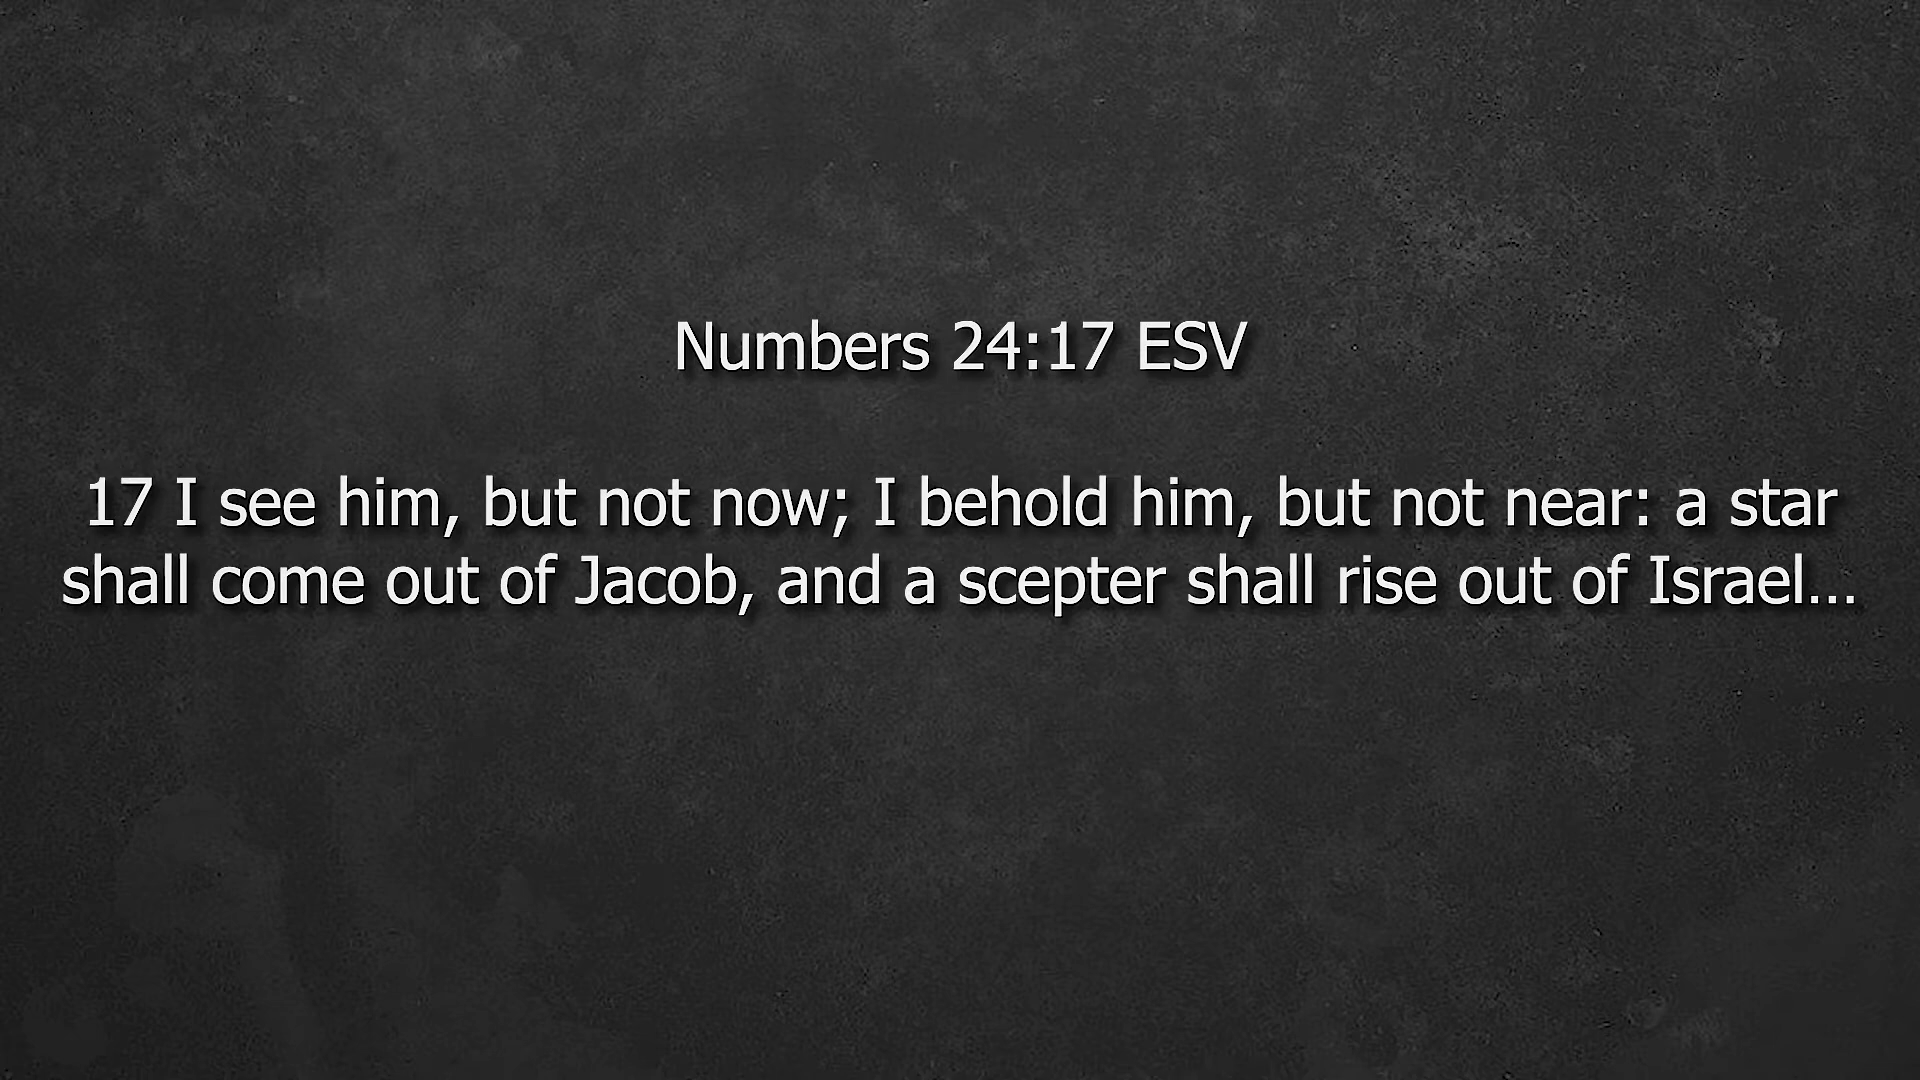 Numbers 24:17 ESV
17 I see him, but not now; I behold him, but not near: a star
shall come out of Jacob, and a scepter shall rise out of Israel…